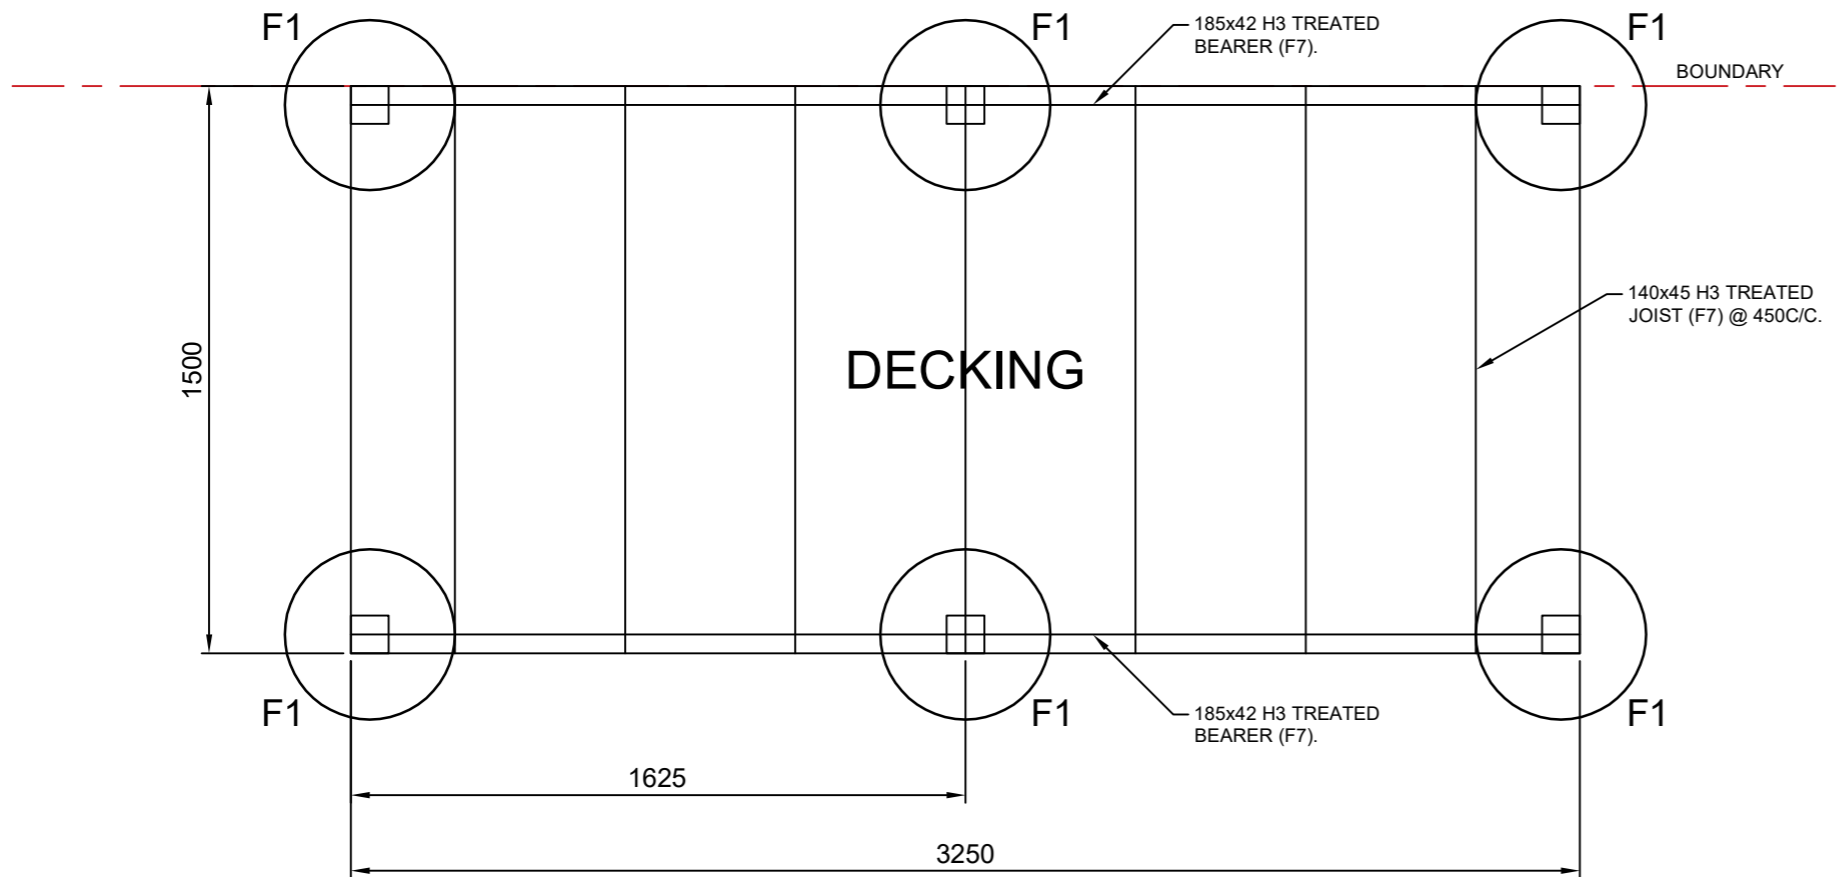 F1
F1
F1
185x42 H3 TREATED
BEARER (F7).
BOUNDARY
140x45 H3 TREATED
JOIST (F7) @ 450C/C.
1500
DECKING
F1
F1
F1
185x42 H3 TREATED
BEARER (F7).
1625
3250